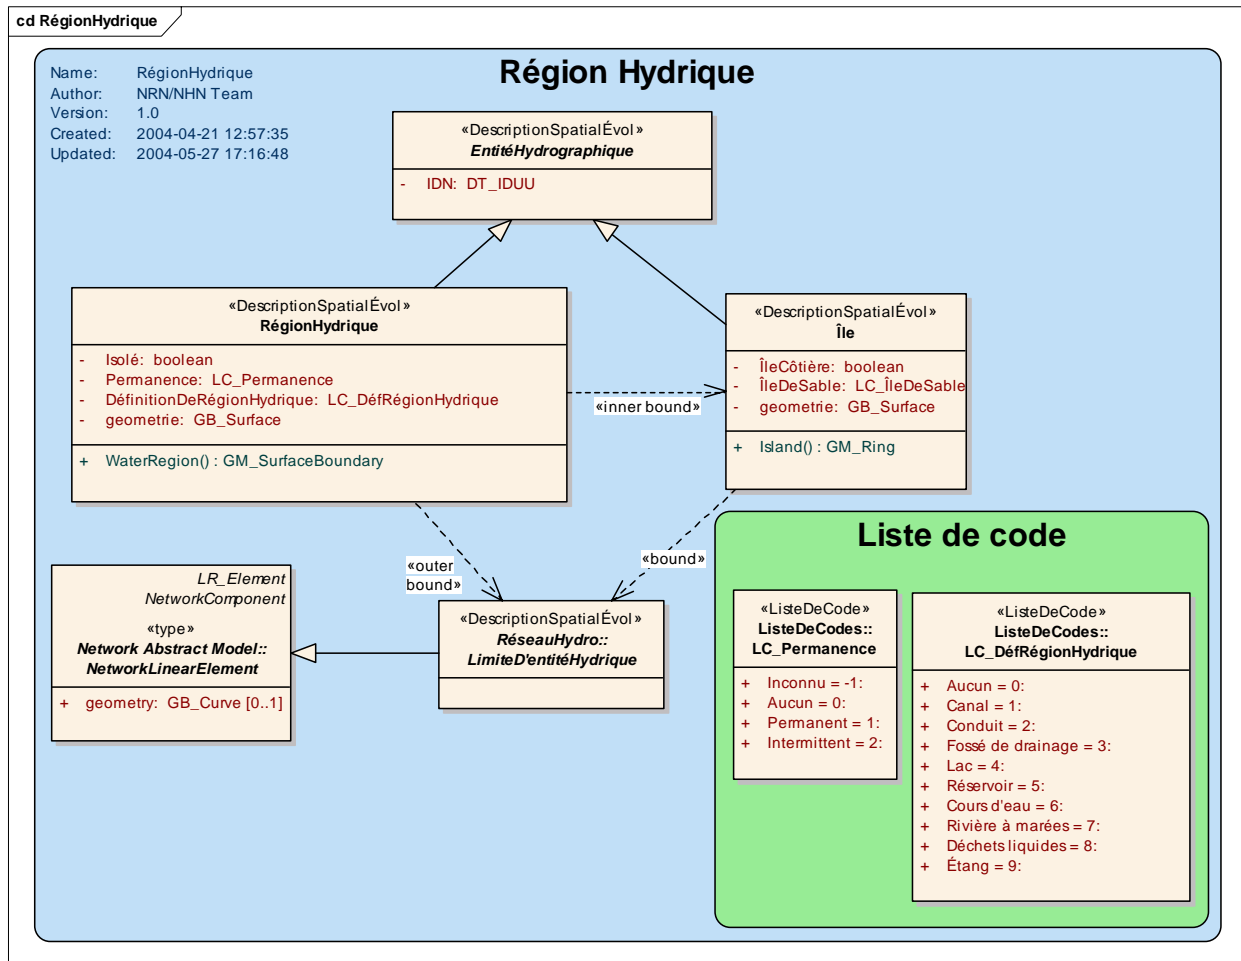 cd RégionHydrique
Région Hydrique
Name: RégionHydrique
Author: NRN/NHN Team
Version: 1.0
Created: 2004-04-21 12:57:35
Updated: 2004-05-27 17:16:48
«DescriptionSpatialÉvol»
EntitéHydrographique
- IDN: DT_IDUU
«DescriptionSpatialÉvol»
RégionHydrique
- Isolé: boolean
- Permanence: LC_Permanence
- DéfinitionDeRégionHydrique: LC_DéfRégionHydrique
- geometrie: GB_Surface
+ WaterRegion() : GM_SurfaceBoundary
«inner bound»
«DescriptionSpatialÉvol»
Île
- ÎleCôtière: boolean
- ÎleDeSable: LC_ÎleDeSable
- geometrie: GB_Surface
+ Island() : GM_Ring
«outer
bound»
«bound»
LR_Element
NetworkComponent
«type»
Network Abstract Model::
NetworkLinearElement
+ geometry: GB_Curve [0..1]
«DescriptionSpatialÉvol»
RéseauHydro::
LimiteD'entitéHydrique
Liste de code
«ListeDeCode»
ListeDeCodes::
LC_Permanence
+ Inconnu = -1:
+ Aucun = 0:
+ Permanent = 1:
+ Intermittent = 2:
«ListeDeCode»
ListeDeCodes::
LC_DéfRégionHydrique
+ Aucun = 0:
+ Canal = 1:
+ Conduit = 2:
+ Fossé de drainage = 3:
+ Lac = 4:
+ Réservoir = 5:
+ Cours d'eau = 6:
+ Rivière à marées = 7:
+ Déchets liquides = 8:
+ Étang = 9: